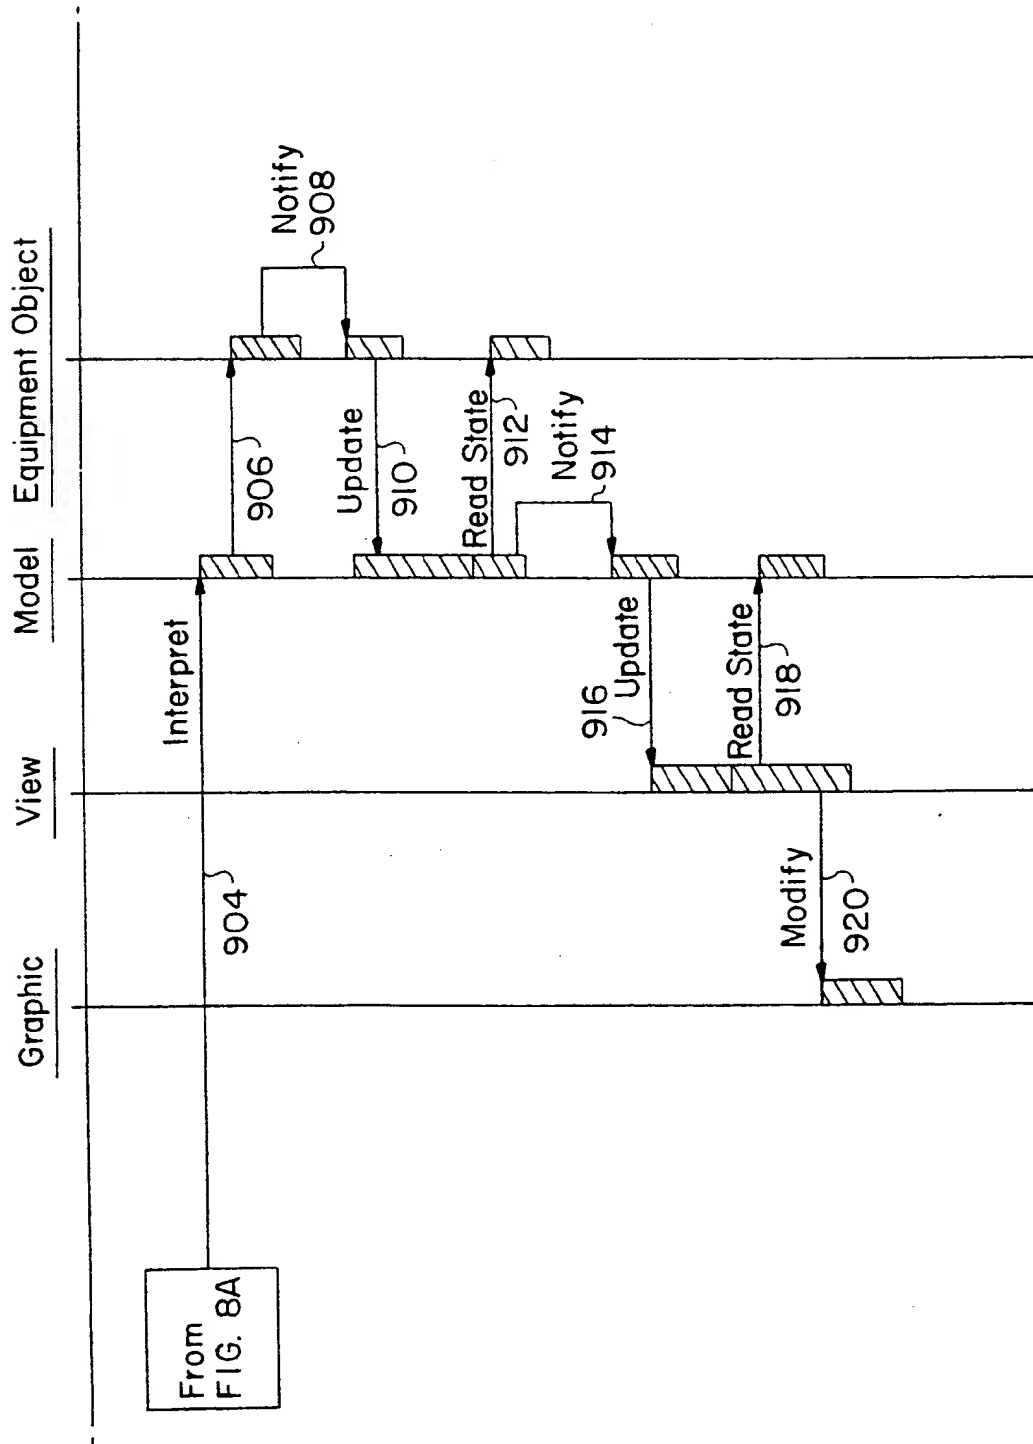 Graphic
View
Model
Equipment Object
From
FIG. 8A
904
Interpret
906
Notify
908
Update
910
Read State
912
Notify
914
916
Update
Read State
918
Modify
920